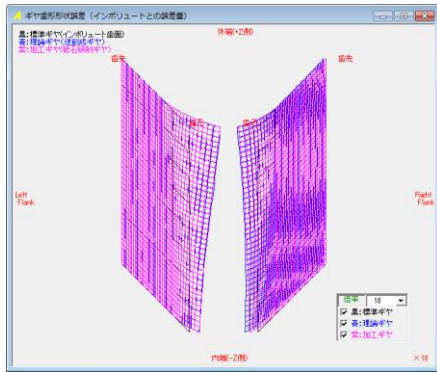 ギヤ歯形形状誤差（インボリュートとの誤差量）
黒:標準ギヤ(インボリュート歯面)
青:理論ギヤ(逆創成ギヤ)
紫:加工ギヤ(砥石研削ギヤ)
外端(+Z側)
歯先
歯先
歯元
歯元
Left
Flank
Right
Flank
倍率
10
黒:標準ギヤ
青:理論ギヤ
紫:加工ギヤ
内端(-Z側)
×10